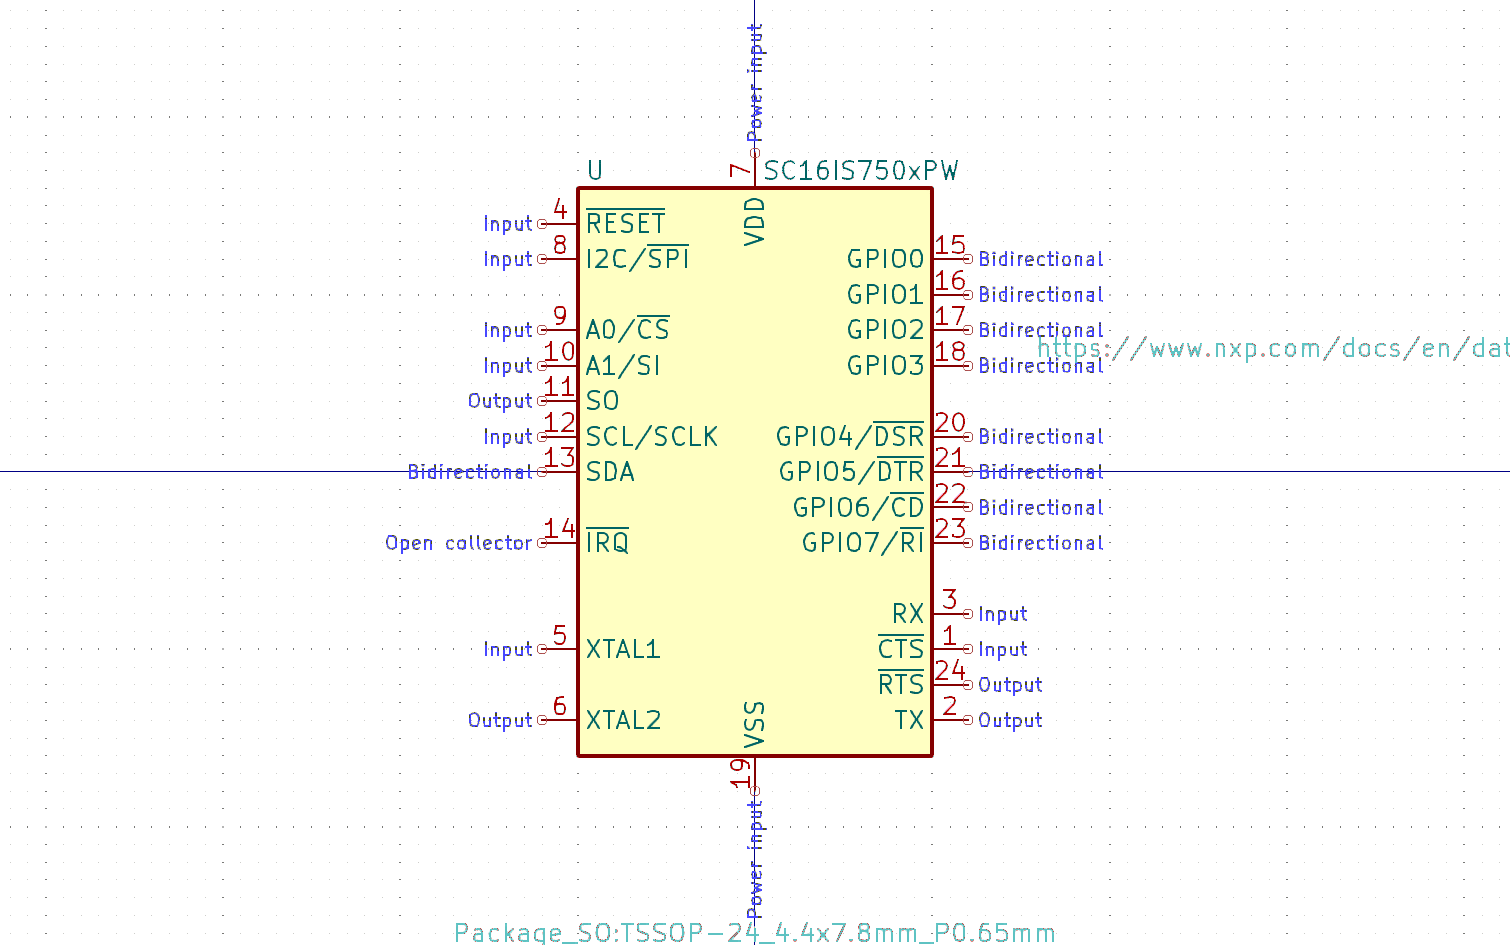 Power input
7
U SC16IS750xPW
VDD
Input 4 RESET
Input 8 I2C/SPI
GPIO0 15 Bidirectional
GPIO1 16 Bidirectional
Input 9 A0/CS
GPIO2 17 Bidirectional
https://www.nxp.com/docs/en/dat
Input 10 A1/SI
GPIO3 18 Bidirectional
Output 11 SO
Input 12 SCL/SCLK
GPIO4/DSR 20 Bidirectional
Bidirectional 13 SDA
GPIO5/DTR 21 Bidirectional
GPIO6/CD 22 Bidirectional
Open collector 14 IRQ
GPIO7/RI 23 Bidirectional
RX 3 Input
Input 5 XTAL1
CTS 1 Input
RTS 24 Output
Output 6 XTAL2
TX 2 Output
VSS
19
Power input
Package_SO:TSSOP-24_4.4x7.8mm_P0.65mm